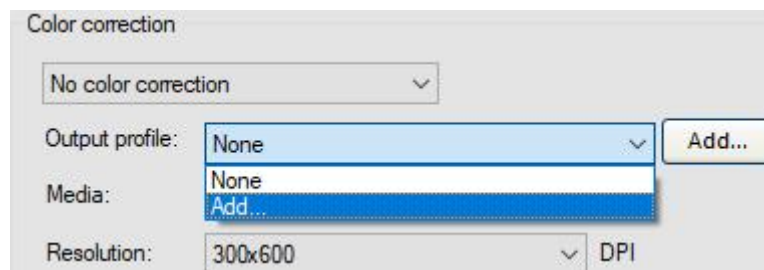 Color correction
No color correction
Output profile: None Add...
None
Media:
Add...
Resolution: 300x600 DPI